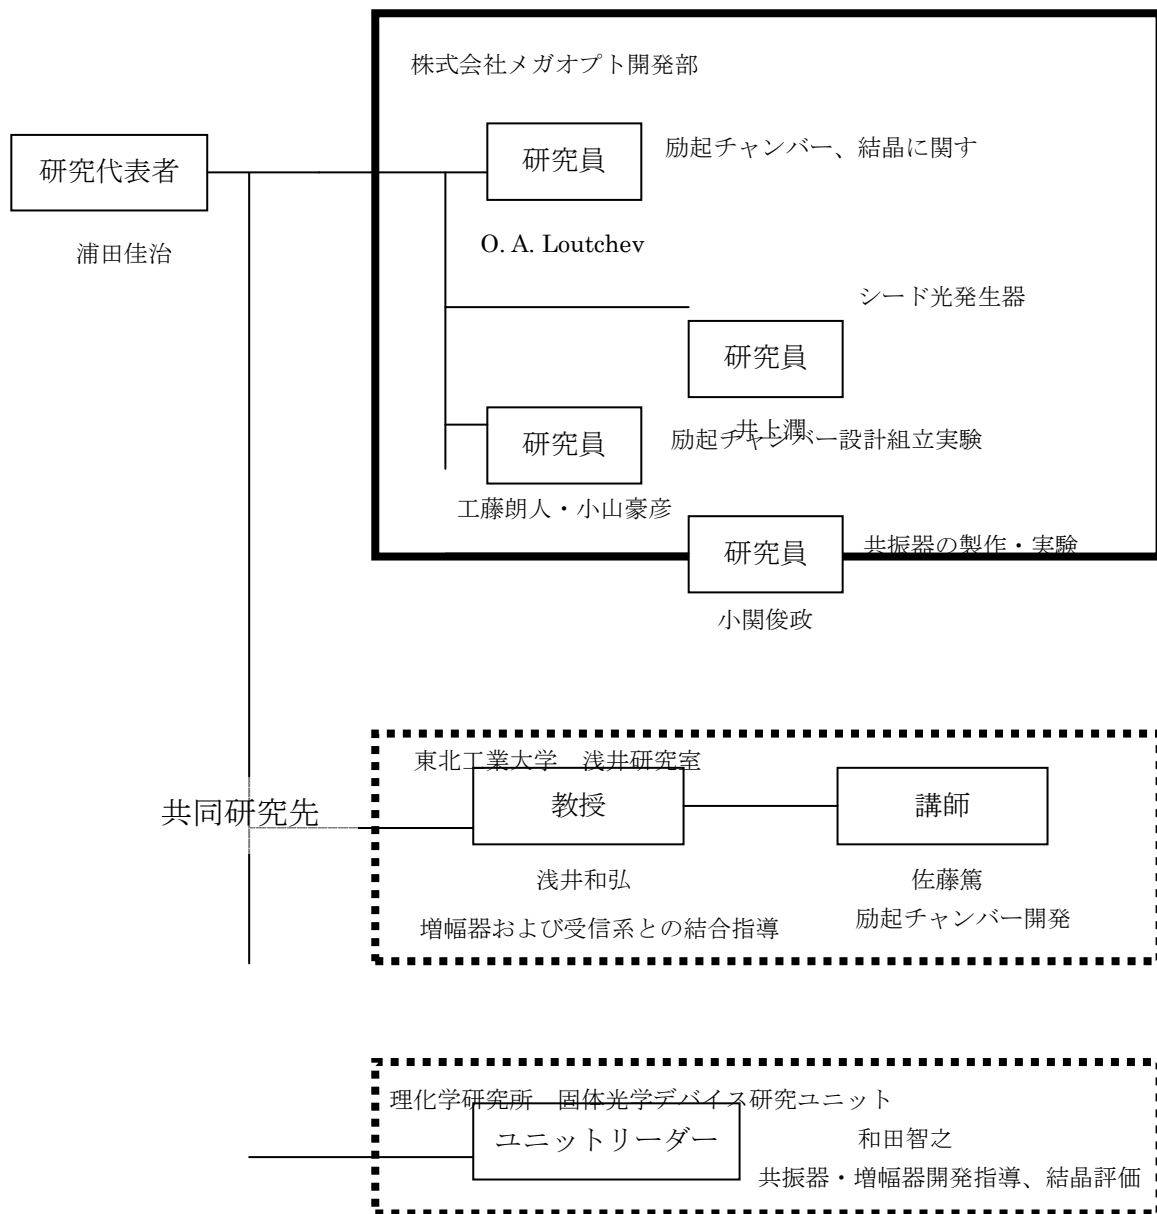 株式会社メガオプト開発部
研究代表者
浦田佳治
研究員
励起チャンバー、結晶に関す
O. A. Loutchev
シード光発生器
研究員
井上潤
研究員
励起チャンバー設計組立実験
工藤朗人・小山豪彦
研究員
共振器の製作・実験
小関俊政
共同研究先
東北工業大学　浅井研究室
教授
講師
浅井和弘
佐藤篤
増幅器および受信系との結合指導
励起チャンバー開発
理化学研究所　固体光学デバイス研究ユニット
ユニットリーダー
和田智之
共振器・増幅器開発指導、結晶評価